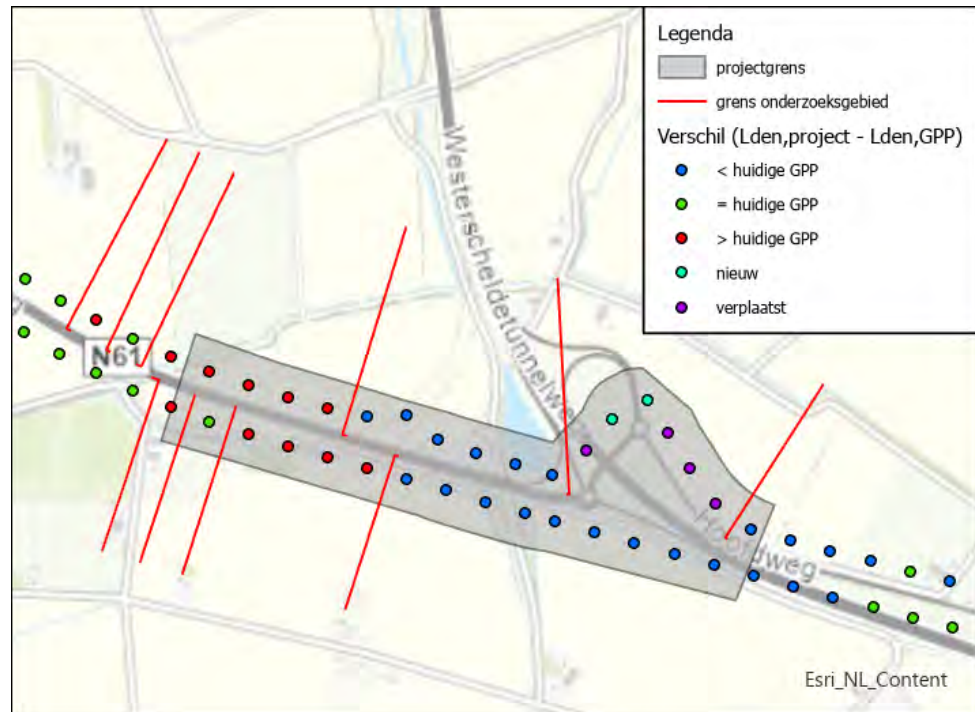 Legenda
projectgrens
grens onderzoeksgebied
Verschil (Lden,project - Lden,GPP)
< huidige GPP
= huidige GPP
> huidige GPP
nieuw
verplaatst
Westerscheldetunnelweg
N61
Hoofdweg
Esri_NL_Content